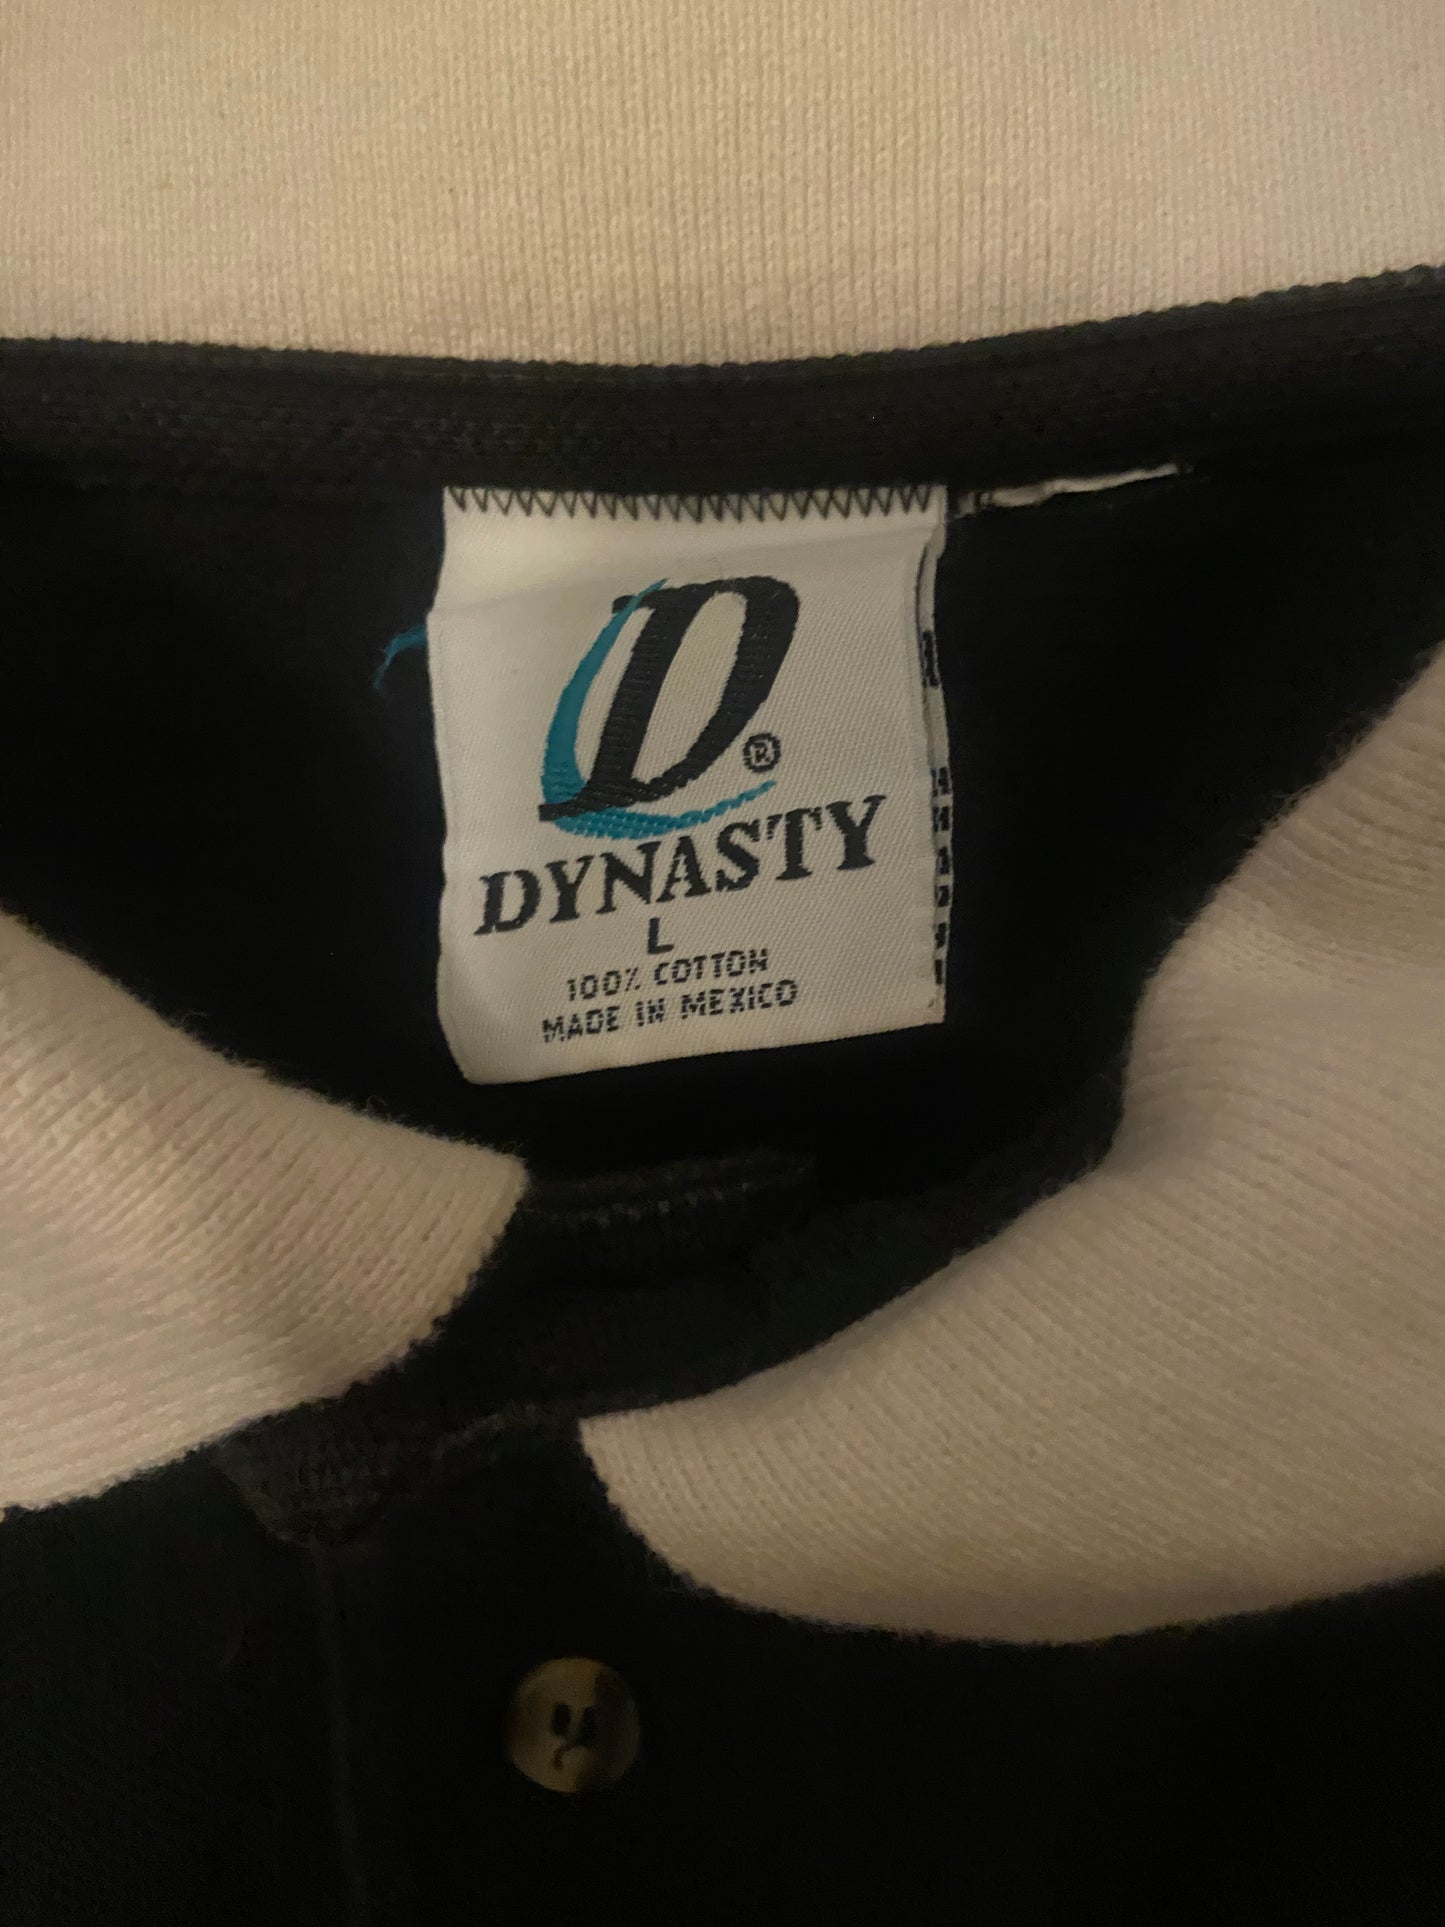 D®
DYNASTY
L
100% COTTON
MADE IN MEXICO